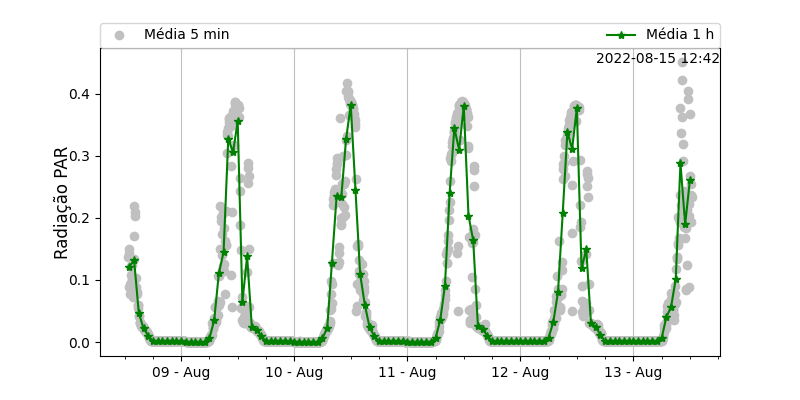 Média 5 min
Média 1 h
2022-08-15 12:42
Radiação PAR
0.4
0.3
0.2
0.1
0.0
09 - Aug
10 - Aug
11 - Aug
12 - Aug
13 - Aug